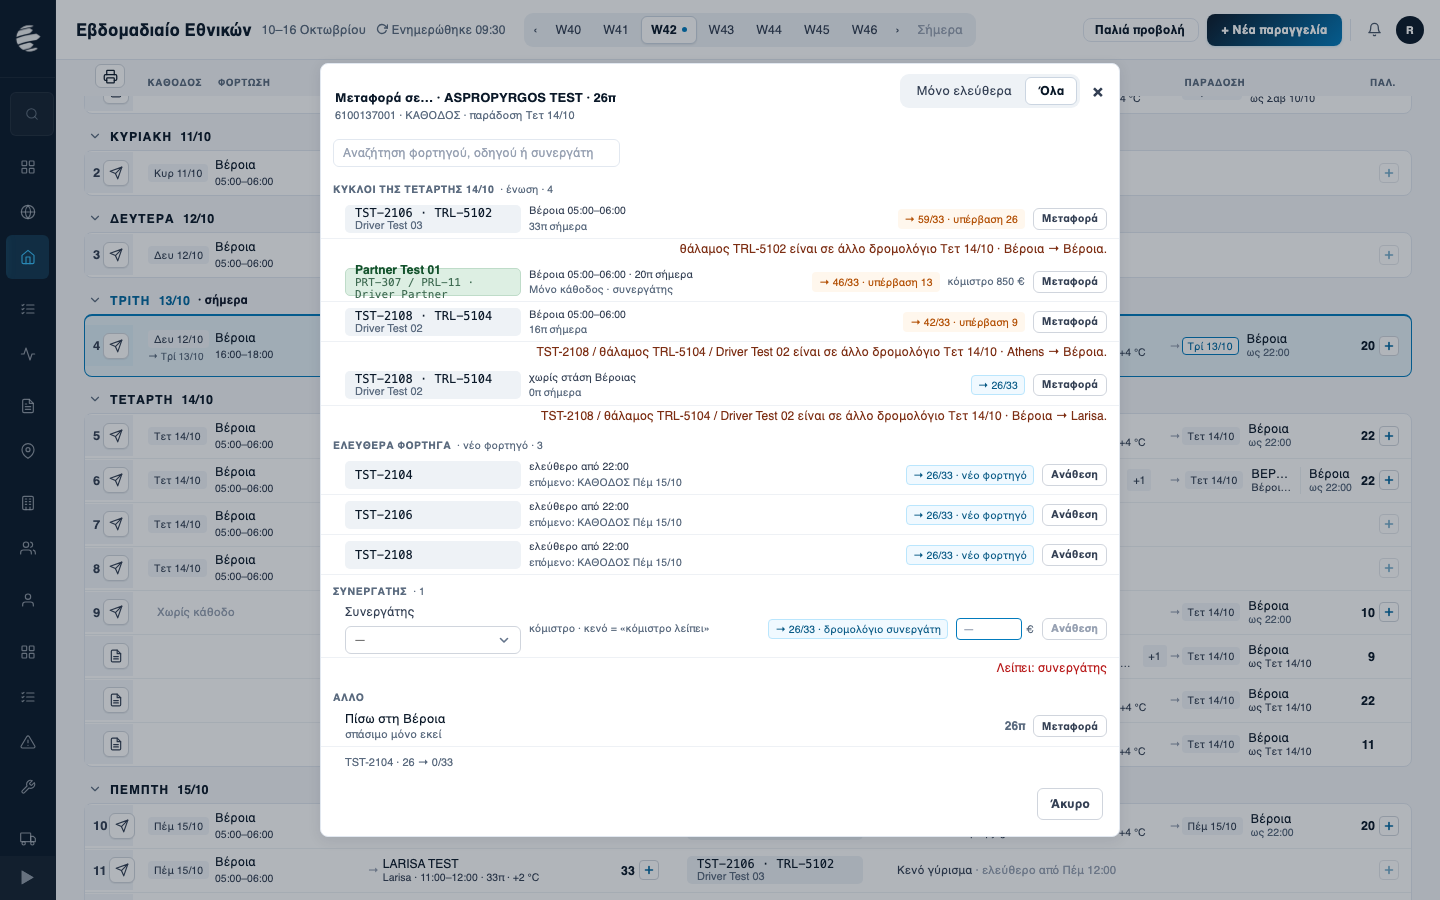 Εβδομαδιαίο Εθνικών 10–16 Οκτωβρίου Ενημερώθηκε 09:30 ‹ W40 W41 W42 W43 W44 W45 W46 › Σήμερα Παλιά προβολή + Νέα παραγγελία R
ΚΑΘΟΔΟΣ ΦΟΡΤΩΣΗ ΠΑΡΑΔΟΣΗ ΠΑΛ.
°C ως Σάβ 10/10
ΚΥΡΙΑΚΗ 11/10
2 Κυρ 11/10 Βέροια
05:00–06:00
ΔΕΥΤΕΡΑ 12/10
3 Δευ 12/10 Βέροια
05:00–06:00
ΤΡΙΤΗ 13/10 · σήμερα
4 Δευ 12/10 Βέροια
→ Τρί 13/10 16:00–18:00
+4 °C → Τρί 13/10 Βέροια 20 +
ως 22:00
ΤΕΤΑΡΤΗ 14/10
5 Τετ 14/10 Βέροια
05:00–06:00
+4 °C → Τετ 14/10 Βέροια 22 +
ως 22:00
6 Τετ 14/10 Βέροια
05:00–06:00
+1 → Τετ 14/10 ΒΕΡ… Βέροια 22 +
Βέροι… ως 22:00
7 Τετ 14/10 Βέροια
05:00–06:00
8 Τετ 14/10 Βέροια
05:00–06:00
9 Χωρίς κάθοδο
→ Τετ 14/10 Βέροια 10 +
ως 22:00
… +1 → Τετ 14/10 Βέροια 9
ως Τετ 14/10
+4 °C → Τετ 14/10 Βέροια 22
ως Τετ 14/10
+4 °C → Τετ 14/10 Βέροια 11
ως Τετ 14/10
ΠΕΜΠΤΗ 15/10
10 Πέμ 15/10 Βέροια
05:00–06:00
+4 °C → Πέμ 15/10 Βέροια 20 +
ως 22:00
11 Πέμ 15/10 Βέροια → LARISA TEST 33 + TST-2106 · TRL-5102 Κενό γύρισμα · ελεύθερο από Πέμ 12:00
05:00–06:00 Larisa · 11:00–12:00 · 33π · +2 °C Driver Test 03
Μεταφορά σε… · ASPROPYRGOS TEST · 26π Μόνο ελεύθερα Όλα ×
6100137001 · ΚΑΘΟΔΟΣ · παράδοση Τετ 14/10
Αναζήτηση φορτηγού, οδηγού ή συνεργάτη
ΚΥΚΛΟΙ ΤΗΣ ΤΕΤΑΡΤΗΣ 14/10 · ένωση · 4
TST-2106 · TRL-5102 Βέροια 05:00–06:00 → 59/33 · υπέρβαση 26 Μεταφορά
Driver Test 03 33π σήμερα
θάλαμος TRL-5102 είναι σε άλλο δρομολόγιο Τετ 14/10 · Βέροια → Βέροια.
Partner Test 01 Βέροια 05:00–06:00 · 20π σήμερα → 46/33 · υπέρβαση 13 κόμιστρο 850 € Μεταφορά
PRT-307 / PRL-11 · Μόνο κάθοδος · συνεργάτης
Driver Partner
TST-2108 · TRL-5104 Βέροια 05:00–06:00 → 42/33 · υπέρβαση 9 Μεταφορά
Driver Test 02 16π σήμερα
TST-2108 / θάλαμος TRL-5104 / Driver Test 02 είναι σε άλλο δρομολόγιο Τετ 14/10 · Athens → Βέροια.
TST-2108 · TRL-5104 χωρίς στάση Βέροιας → 26/33 Μεταφορά
Driver Test 02 0π σήμερα
TST-2108 / θάλαμος TRL-5104 / Driver Test 02 είναι σε άλλο δρομολόγιο Τετ 14/10 · Βέροια → Larisa.
ΕΛΕΥΘΕΡΑ ΦΟΡΤΗΓΑ · νέο φορτηγό · 3
TST-2104 ελεύθερο από 22:00 → 26/33 · νέο φορτηγό Ανάθεση
επόμενο: ΚΑΘΟΔΟΣ Πέμ 15/10
TST-2106 ελεύθερο από 22:00 → 26/33 · νέο φορτηγό Ανάθεση
επόμενο: ΚΑΘΟΔΟΣ Πέμ 15/10
TST-2108 ελεύθερο από 22:00 → 26/33 · νέο φορτηγό Ανάθεση
επόμενο: ΚΑΘΟΔΟΣ Πέμ 15/10
ΣΥΝΕΡΓΑΤΗΣ · 1
Συνεργάτης
— κόμιστρο · κενό = «κόμιστρο λείπει» → 26/33 · δρομολόγιο συνεργάτη — € Ανάθεση
Λείπει: συνεργάτης
ΑΛΛΟ
Πίσω στη Βέροια 26π Μεταφορά
σπάσιμο μόνο εκεί
TST-2104 · 26 → 0/33
Άκυρο